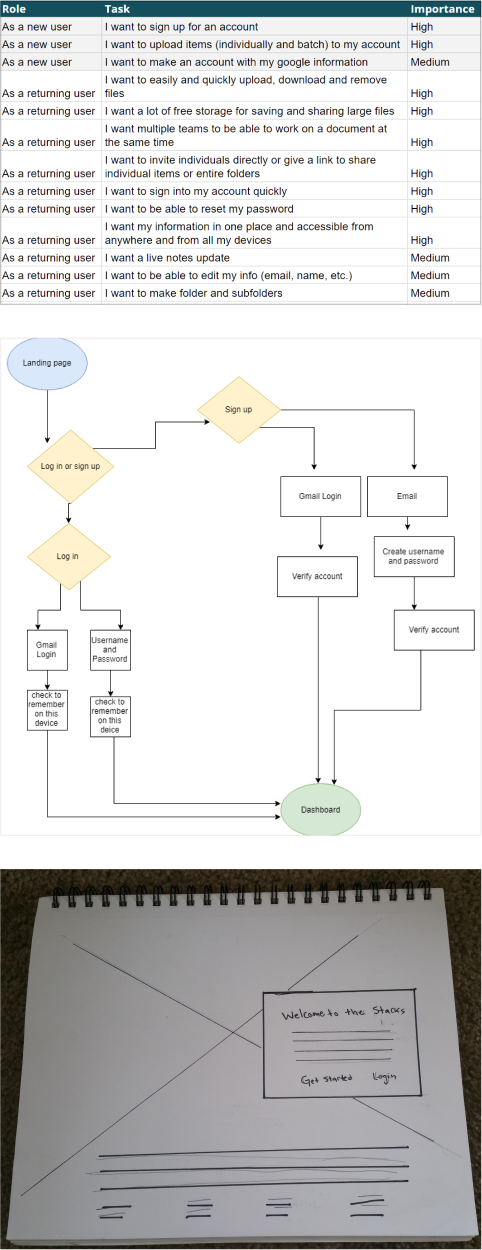 Role Task Importance
As a new user I want to sign up for an account High
As a new user I want to upload items (individually and batch) to my account High
As a new user I want to make an account with my google information Medium
I want to easily and quickly upload, download and remove
As a returning user files High
As a returning user I want a lot of free storage for saving and sharing large files High
I want multiple teams to be able to work on a document at
As a returning user the same time High
I want to invite individuals directly or give a link to share
As a returning user individual items or entire folders High
As a returning user I want to sign into my account quickly High
As a returning user I want to be able to reset my password High
I want my information in one place and accessible from
As a returning user anywhere and from all my devices High
As a returning user I want a live notes update Medium
As a returning user I want to be able to edit my info (email, name, etc.) Medium
As a returning user I want to make folder and subfolders Medium
Landing page
Sign up
Log in or sign up
Gmail Login
Email
Log in
Create username
and password
Verify account
Verify account
Gmail
Login
Username
and
Password
check to
remember
on this
device
check to
remember
on this
deice
Dashboard
Welcome to the Stacks
Get Started Login